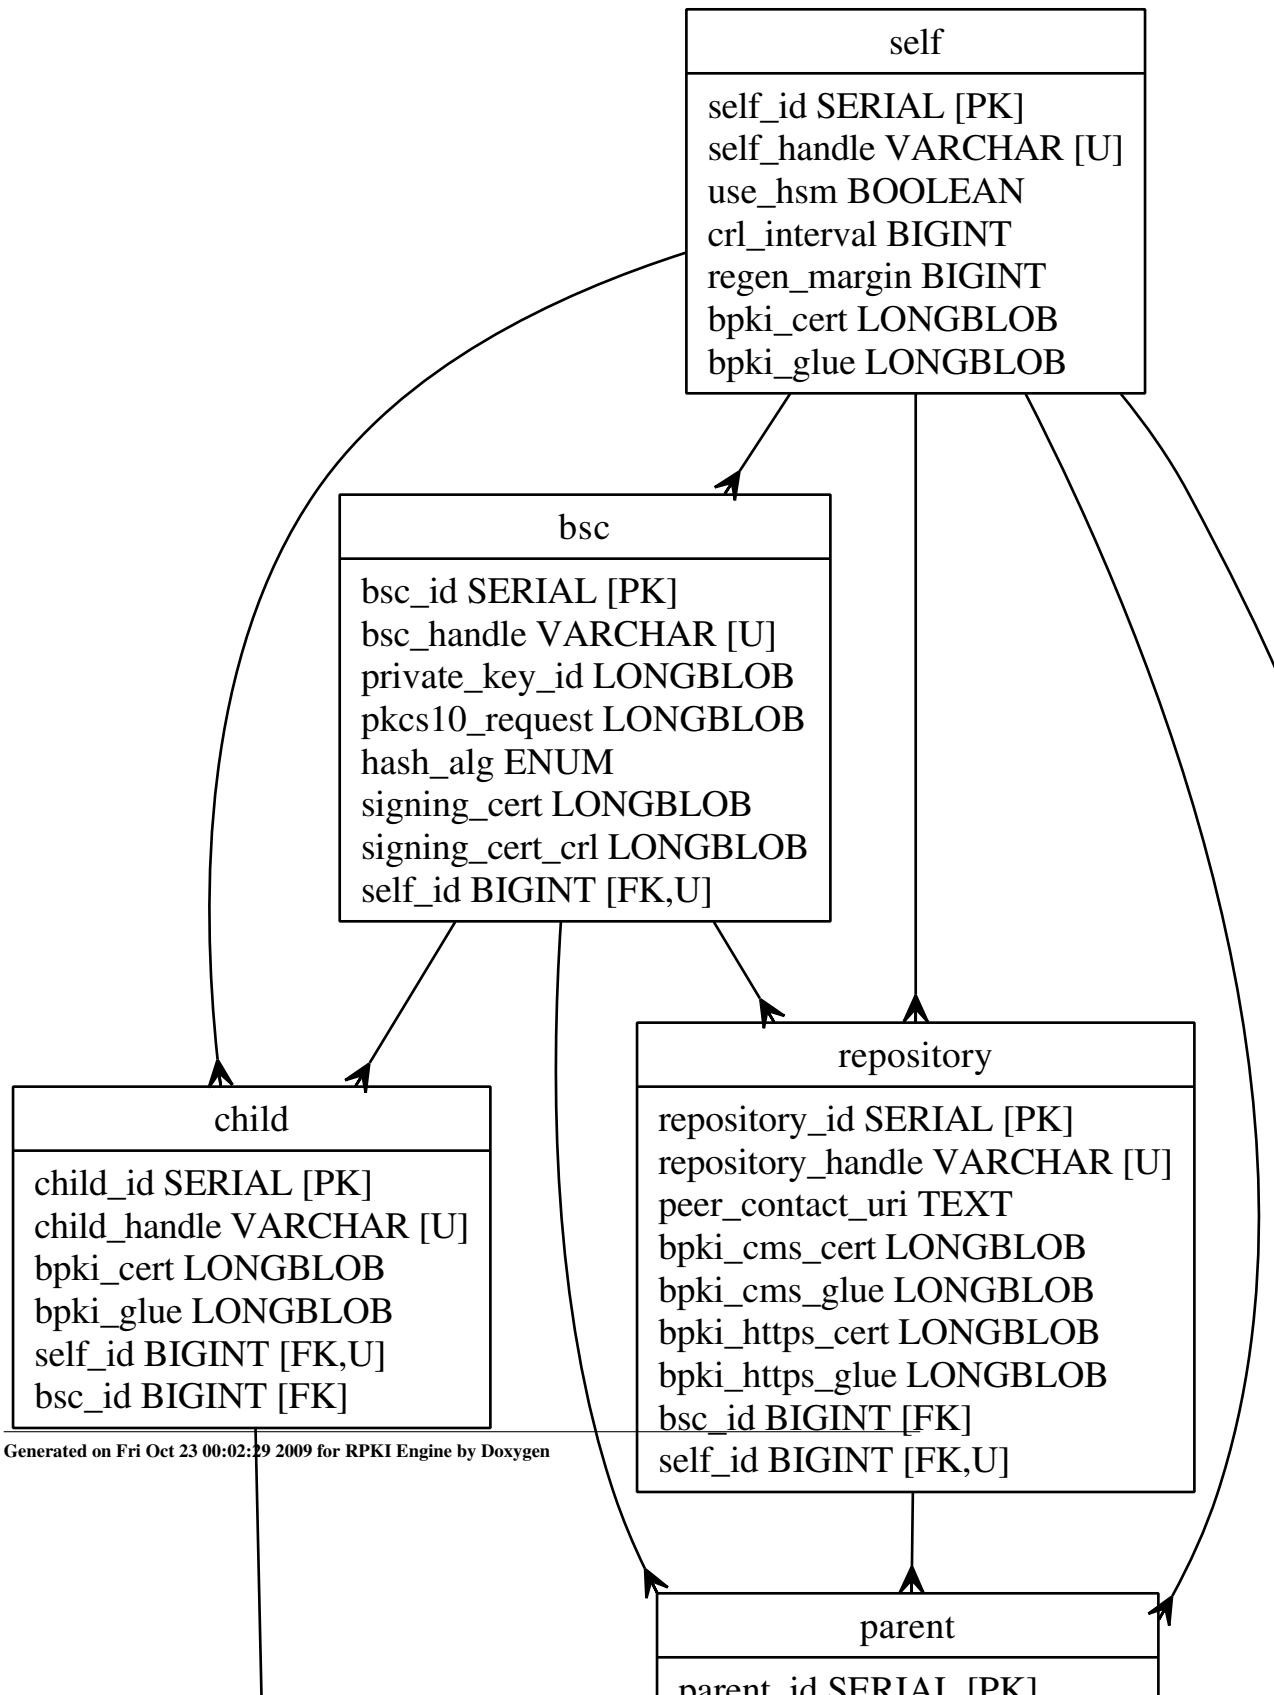 self
self_id SERIAL [PK]
self_handle VARCHAR [U]
use_hsm BOOLEAN
crl_interval BIGINT
regen_margin BIGINT
bpki_cert LONGBLOB
bpki_glue LONGBLOB
bsc
bsc_id SERIAL [PK]
bsc_handle VARCHAR [U]
private_key_id LONGBLOB
pkcs10_request LONGBLOB
hash_alg ENUM
signing_cert LONGBLOB
signing_cert_crl LONGBLOB
self_id BIGINT [FK,U]
repository
repository_id SERIAL [PK]
repository_handle VARCHAR [U]
peer_contact_uri TEXT
bpki_cms_cert LONGBLOB
bpki_cms_glue LONGBLOB
bpki_https_cert LONGBLOB
bpki_https_glue LONGBLOB
bsc_id BIGINT [FK]
self_id BIGINT [FK,U]
child
child_id SERIAL [PK]
child_handle VARCHAR [U]
bpki_cert LONGBLOB
bpki_glue LONGBLOB
self_id BIGINT [FK,U]
bsc_id BIGINT [FK]
Generated on Fri Oct 23 00:02:29 2009 for RPKI Engine by Doxygen
parent
parent_id SERIAL [PK]